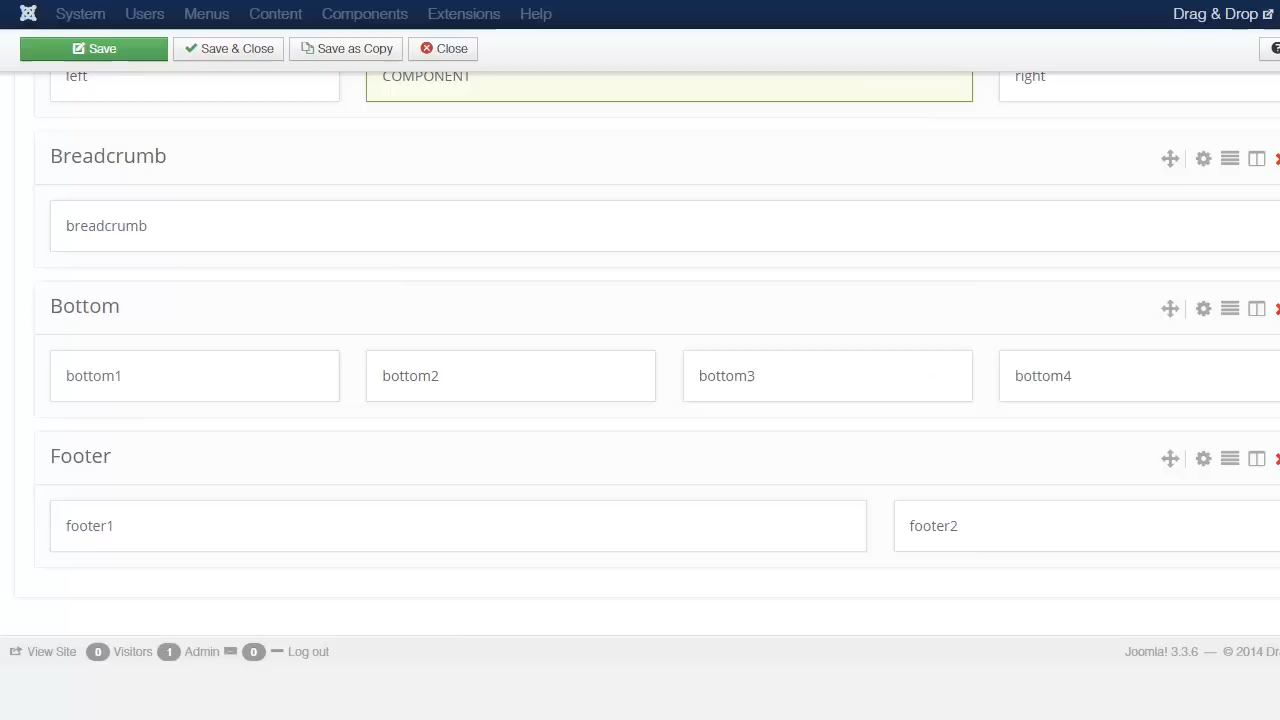 System Users Menus Content Components Extensions Help Drag & Drop
Save Save & Close Save as Copy Close
left COMPONENT right
Breadcrumb
breadcrumb
Bottom
bottom1 bottom2 bottom3 bottom4
Footer
footer1 footer2
View Site 0 Visitors 1 Admin 0 Log out Joomla! 3.3.6 — © 2014